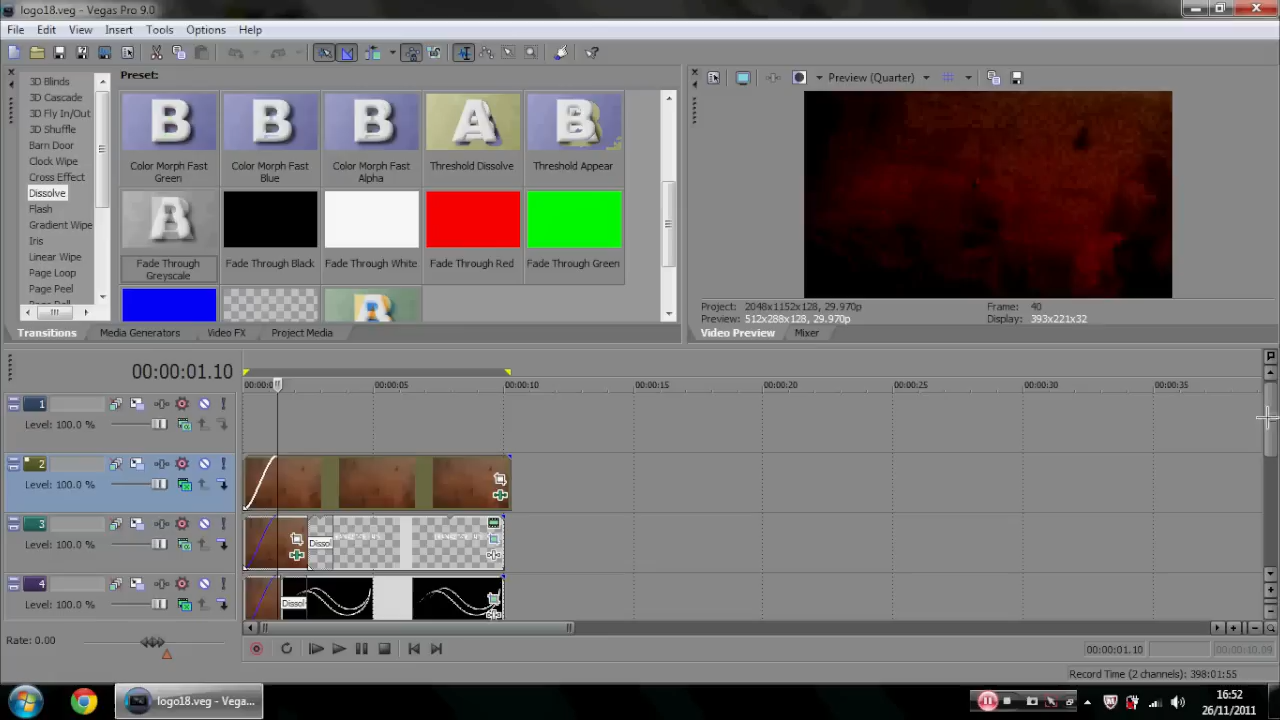 logo18.veg - Vegas Pro 9.0
File Edit View Insert Tools Options Help
3D Blinds
3D Cascade
3D Fly In/Out
3D Shuffle
Barn Door
Clock Wipe
Cross Effect
Dissolve
Flash
Gradient Wipe
Iris
Linear Wipe
Page Loop
Page Peel
Preset:
B B B A B
Color Morph Fast Green
Color Morph Fast Blue
Color Morph Fast Alpha
Threshold Dissolve
Threshold Appear
Fade Through Greyscale
Fade Through Black
Fade Through White
Fade Through Red
Fade Through Green
Transitions Media Generators Video FX Project Media
Preview (Quarter)
Project: 2048x1152x128, 29.970p Frame: 40
Preview: 512x288x128, 29.970p Display: 393x221x32
Video Preview Mixer
00:00:01.10
00:00:05 00:00:10 00:00:15 00:00:20 00:00:25 00:00:30 00:00:35
1
Level: 100.0 %
2
Level: 100.0 %
3
Level: 100.0 %
Dissol
4
Level: 100.0 %
Dissol
Rate: 0.00
00:00:01.10 00:00:10.09
Record Time (2 channels): 398:01:55
logo18.veg - Vega...
16:52
26/11/2011